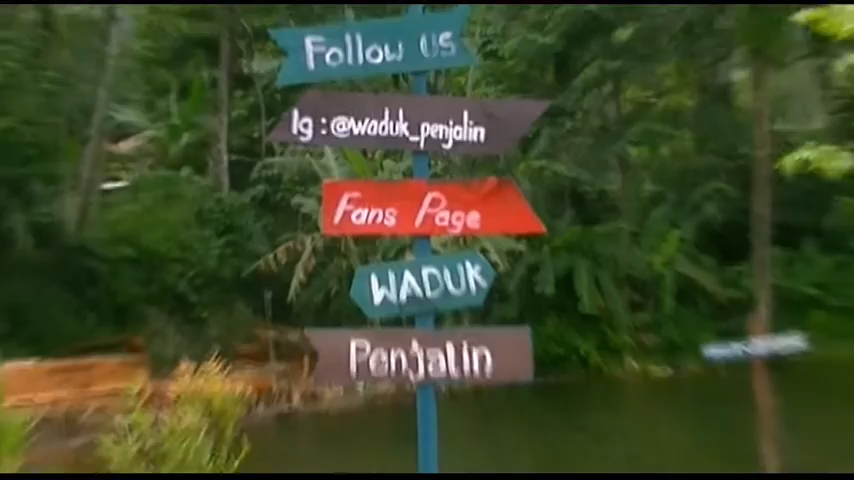 Follow US
Ig : @waduk_penjalin
Fans Page
WADUK
Penjalin